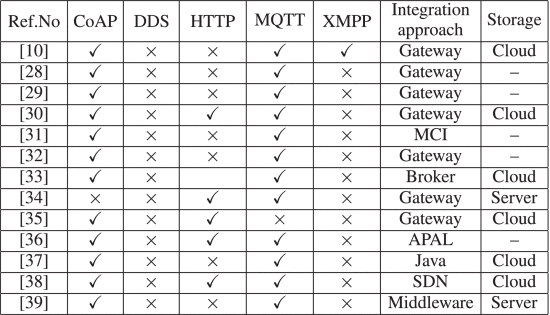 Ref.No CoAP DDS HTTP MQTT XMPP Integration approach Storage
[10] ✓ × × ✓ ✓ Gateway Cloud
[28] ✓ × × ✓ × Gateway –
[29] ✓ × × ✓ × Gateway –
[30] ✓ × ✓ ✓ × Gateway Cloud
[31] ✓ × × ✓ × MCI –
[32] ✓ × × ✓ × Gateway –
[33] ✓ × ✓ × Broker Cloud
[34] × × ✓ ✓ × Gateway Server
[35] ✓ × ✓ × × Gateway Cloud
[36] ✓ × ✓ ✓ × APAL –
[37] ✓ × × ✓ × Java Cloud
[38] ✓ × ✓ ✓ × SDN Cloud
[39] ✓ × × ✓ × Middleware Server